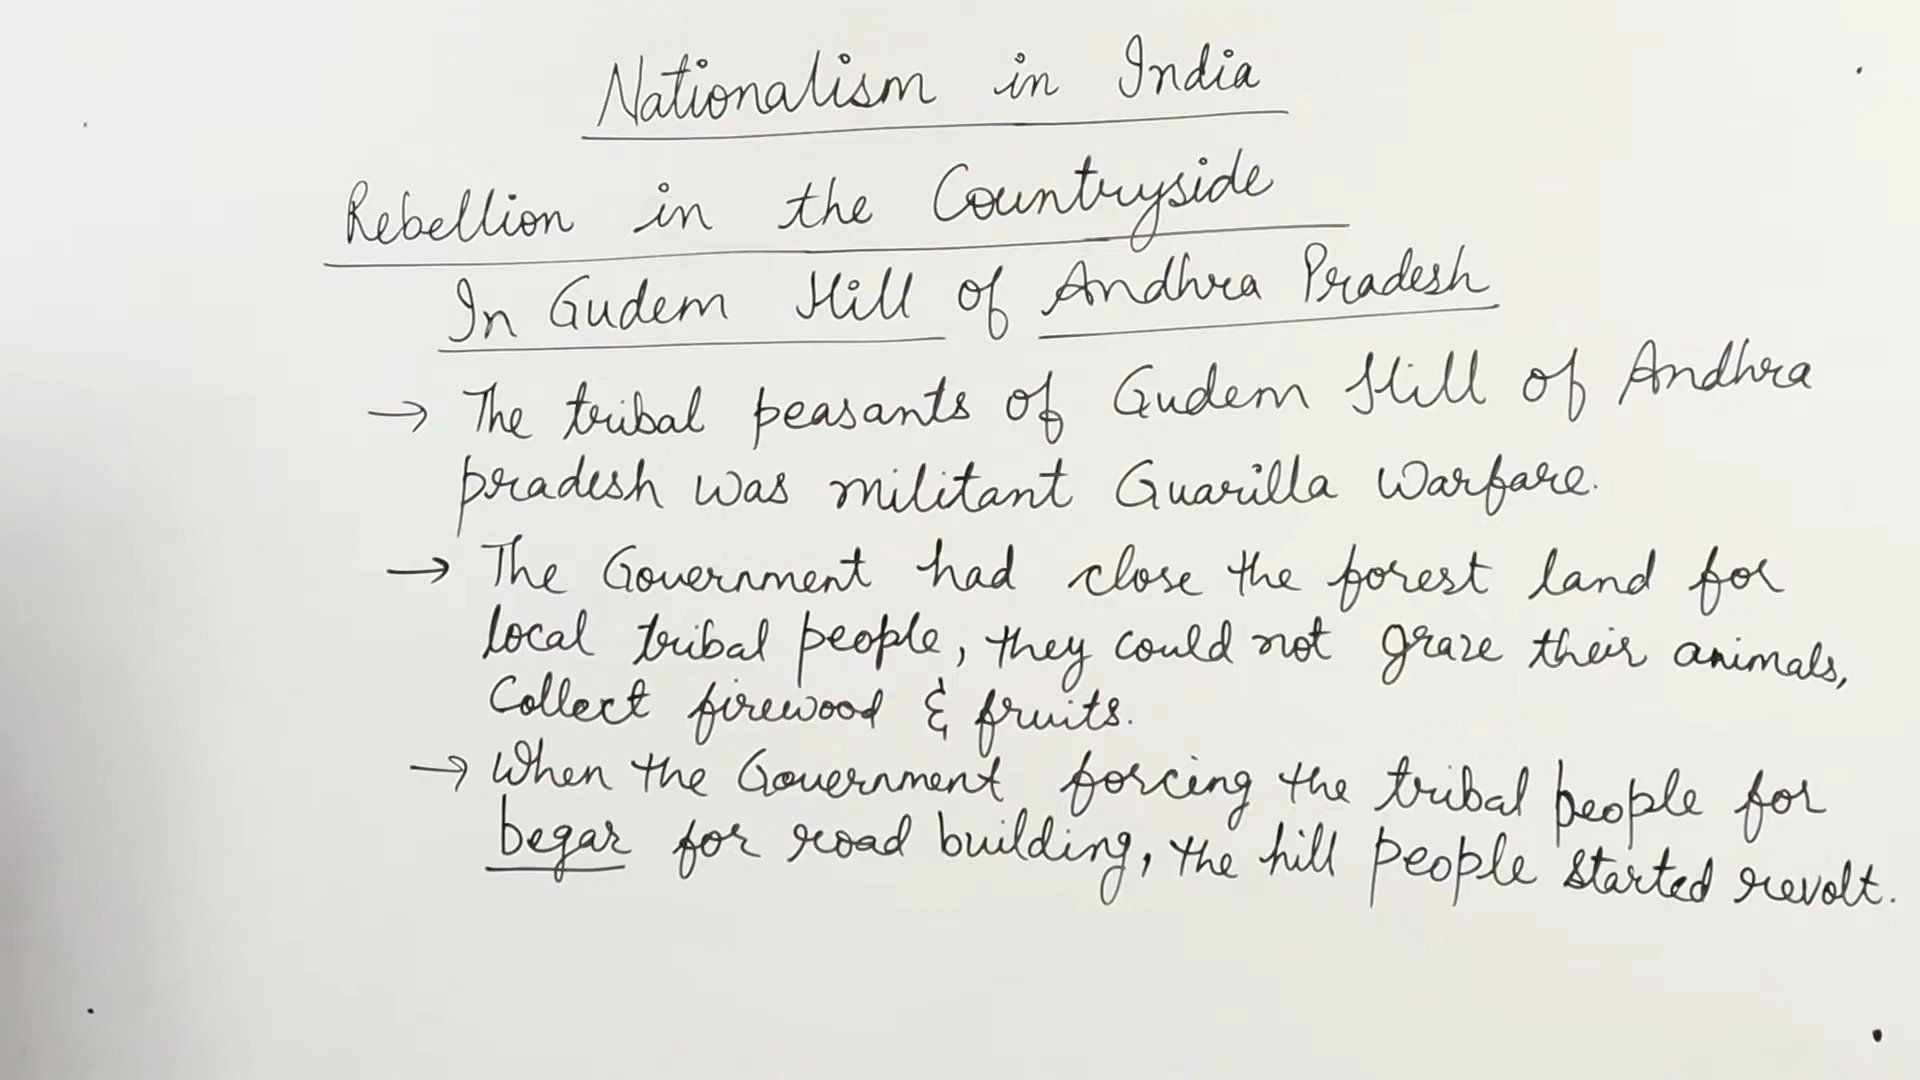 Nationalism in India
Rebellion in the Countryside
In Gudem Hill of Andhra Pradesh
→ The tribal peasants of Gudem Hill of Andhra
pradesh was militant Guarilla warfare.
→ The Government had close the forest land for
local tribal people, they could not graze their animals,
Collect firewood & fruits.
→ When the Government forcing the tribal people for
begar for road building, the hill people started revolt.